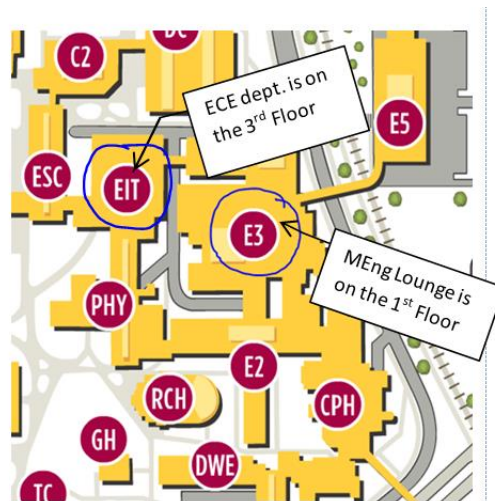 DC
C2
ECE dept. is on
the 3rd Floor
E5
ESC
EIT
E3
MEng Lounge is
on the 1st Floor
PHY
E2
RCH
CPH
GH
DWE
TC